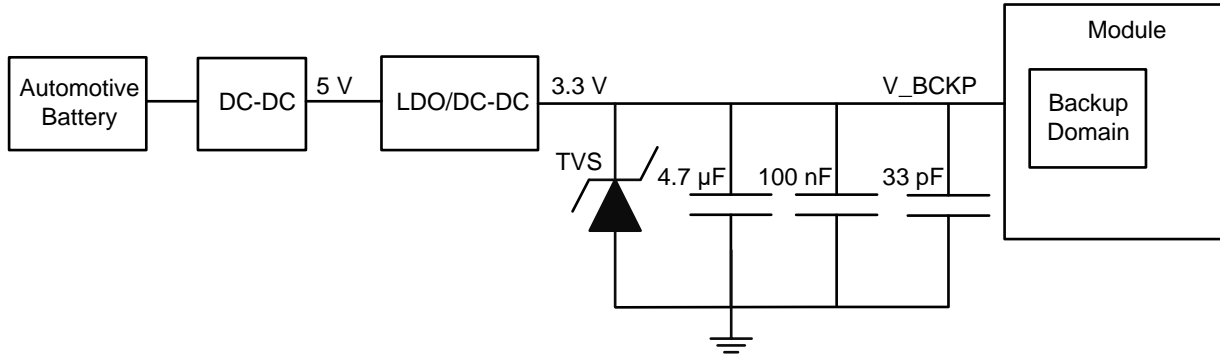 Module
Automotive
Battery
DC-DC
5 V
LDO/DC-DC
3.3 V
V_BCKP
Backup
Domain
TVS
4.7 µF
100 nF
33 pF